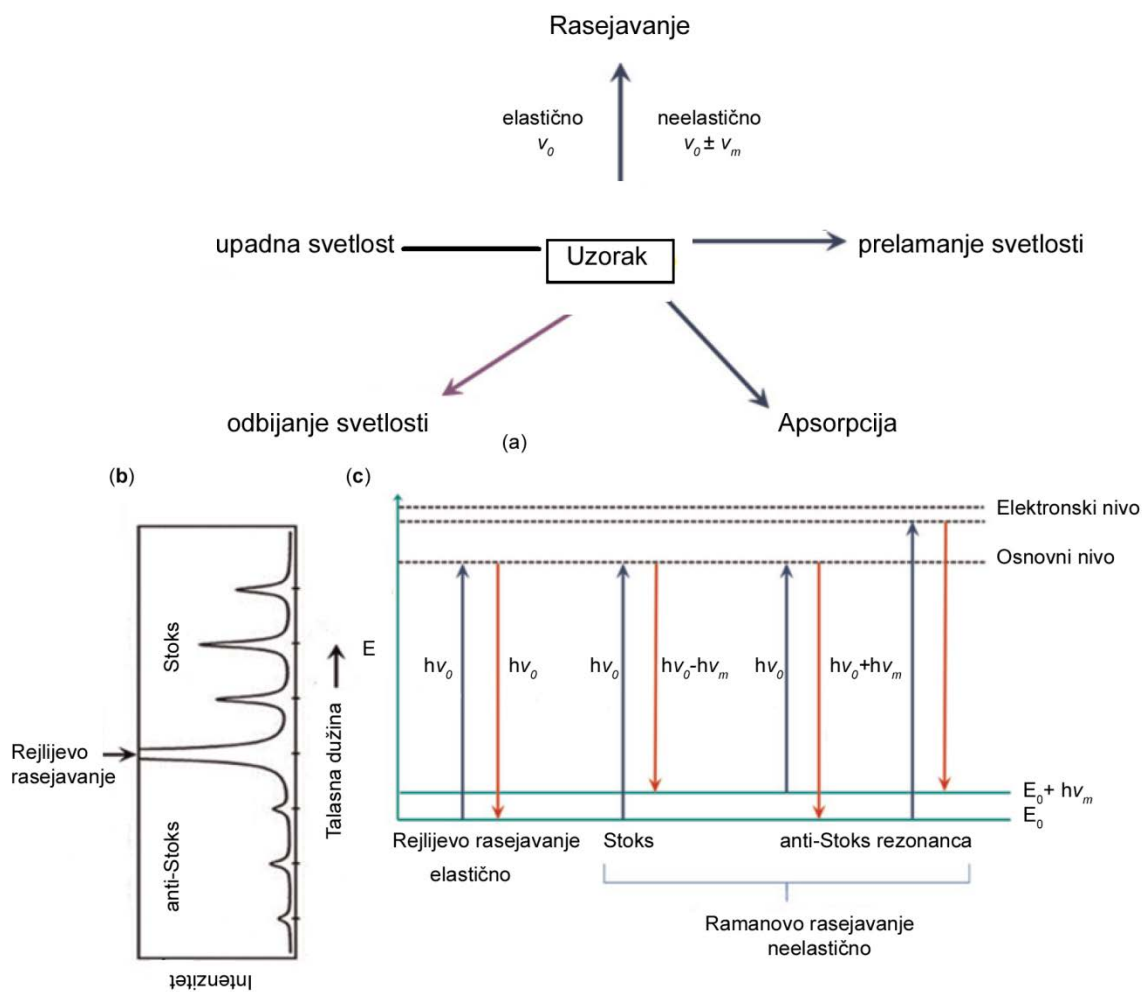 Rasejavanje
elastično
v₀
neelastično
v₀ ± vₘ
upadna svetlost
Uzorak
prelamanje svetlosti
odbijanje svetlosti
Apsorpcija
(a)
(b)
Stoks
anti-Stoks
Rejlijevo
rasejavanje
Talasna dužina
Intenzitet
(c)
E
Elektronski nivo
Osnovni nivo
hv₀
hv₀
hv₀
hv₀-hvₘ
hv₀
hv₀+hvₘ
E₀+ hvₘ
E₀
Rejlijevo rasejavanje
elastično
Stoks
anti-Stoks rezonanca
Ramanovo rasejavanje
neelastično